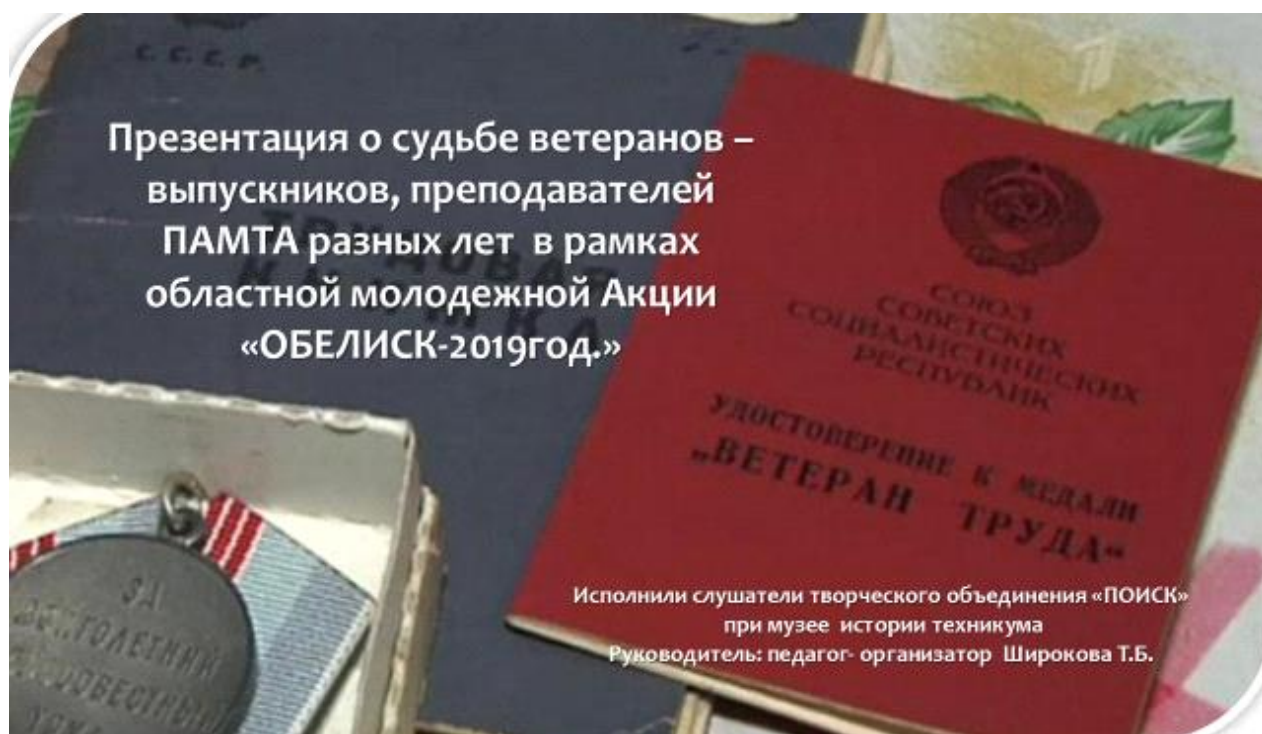 С.С.С.Р.
Презентация о судьбе ветеранов –
выпускников, преподавателей
ПАМТА разных лет в рамках
областной молодежной Акции
«ОБЕЛИСК-2019год.»
ТРУДОВАЯ
СОЮЗ
СОВЕТСКИХ
СОЦИАЛИСТИЧЕСКИХ
РЕСПУБЛИК
УДОСТОВЕРЕНИЕ К МЕДАЛИ
„ВЕТЕРАН ТРУДА“
ЗА
Исполнили слушатели творческого объединения «ПОИСК»
при музее истории техникума
Руководитель: педагог- организатор Широкова Т.Б.